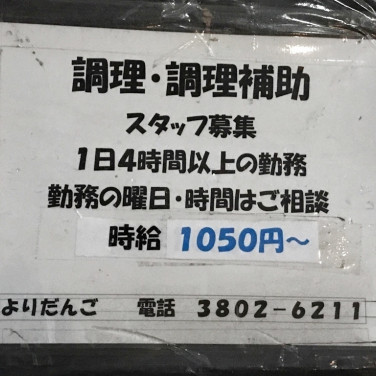 調理・調理補助
スタッフ募集
1日4時間以上の勤務
勤務の曜日・時間はご相談
時給 1050円～
よりだんご 電話 3802-6211